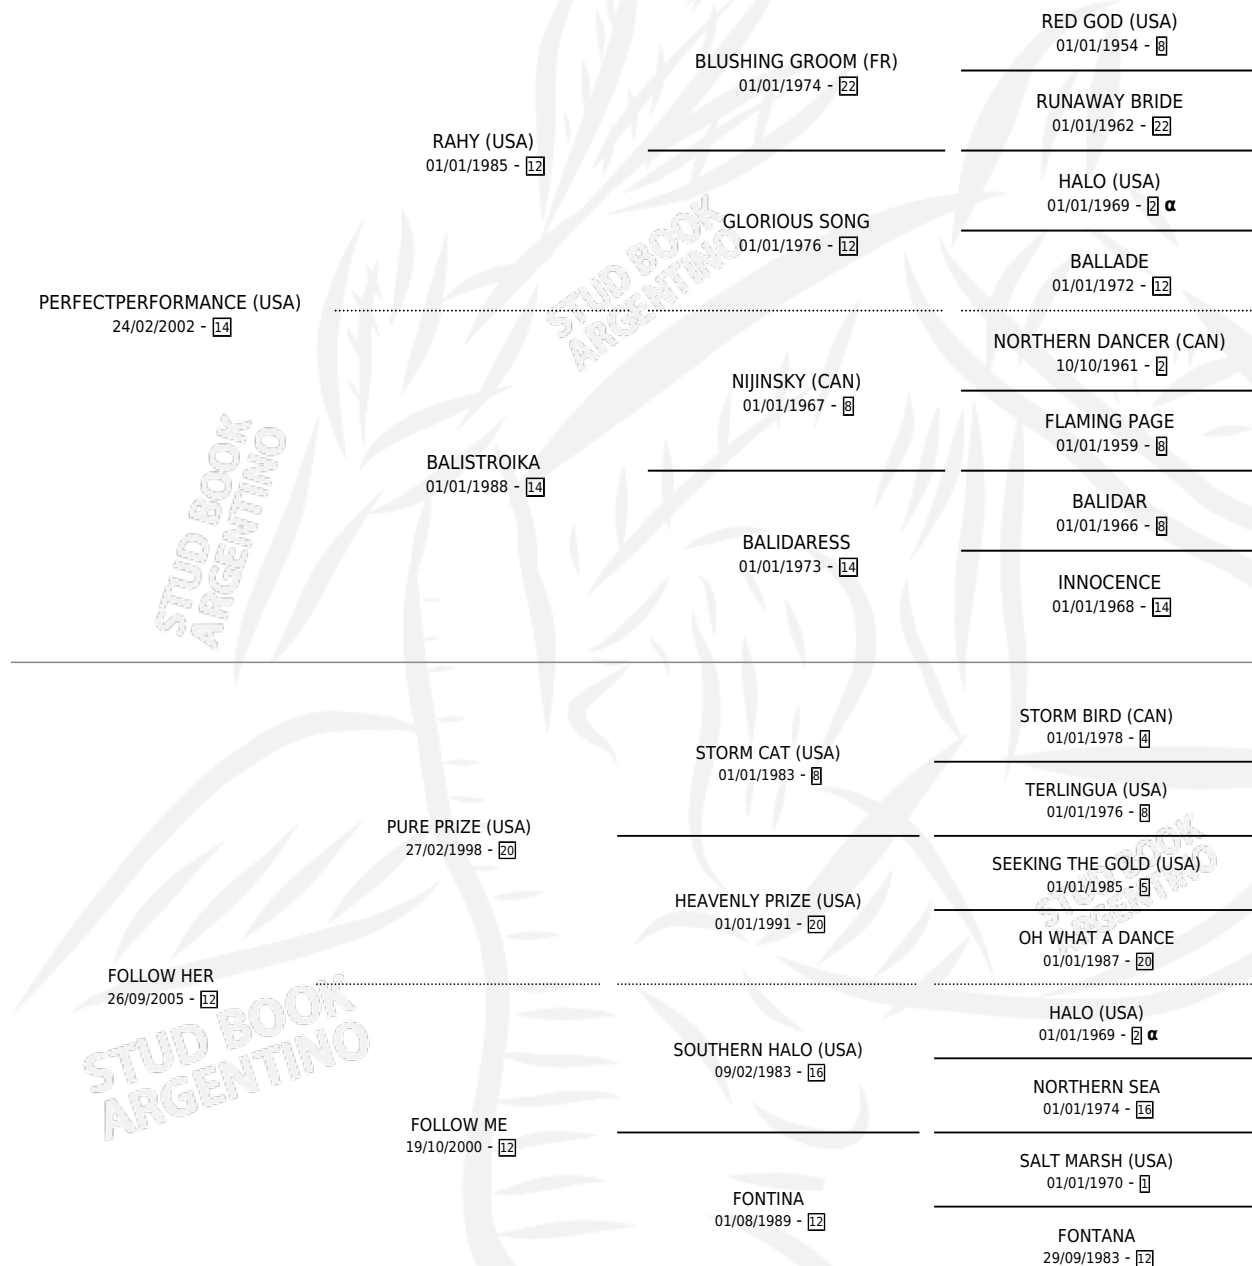 RED GOD (USA)
01/01/1954 - 8
BLUSHING GROOM (FR)
01/01/1974 - 22
RUNAWAY BRIDE
01/01/1962 - 22
RAHY (USA)
01/01/1985 - 12
HALO (USA)
01/01/1969 - 2 α
GLORIOUS SONG
01/01/1976 - 12
BALLADE
01/01/1972 - 12
PERFECTPERFORMANCE (USA)
24/02/2002 - 14
NORTHERN DANCER (CAN)
10/10/1961 - 2
NIJINSKY (CAN)
01/01/1967 - 8
FLAMING PAGE
01/01/1959 - 8
BALISTROIKA
01/01/1988 - 14
BALIDAR
01/01/1966 - 8
BALIDARESS
01/01/1973 - 14
INNOCENCE
01/01/1968 - 14
STORM BIRD (CAN)
01/01/1978 - 4
STORM CAT (USA)
01/01/1983 - 8
TERLINGUA (USA)
01/01/1976 - 8
PURE PRIZE (USA)
27/02/1998 - 20
SEEKING THE GOLD (USA)
01/01/1985 - 5
HEAVENLY PRIZE (USA)
01/01/1991 - 20
OH WHAT A DANCE
01/01/1987 - 20
FOLLOW HER
26/09/2005 - 12
HALO (USA)
01/01/1969 - 2 α
SOUTHERN HALO (USA)
09/02/1983 - 16
NORTHERN SEA
01/01/1974 - 16
FOLLOW ME
19/10/2000 - 12
SALT MARSH (USA)
01/01/1970 - 1
FONTINA
01/08/1989 - 12
FONTANA
29/09/1983 - 12
STUD BOOK
ARGENTINO
STUD BOOK
ARGENTINO
STUD BOOK
ARGENTINO
STUD BOOK
ARGENTINO